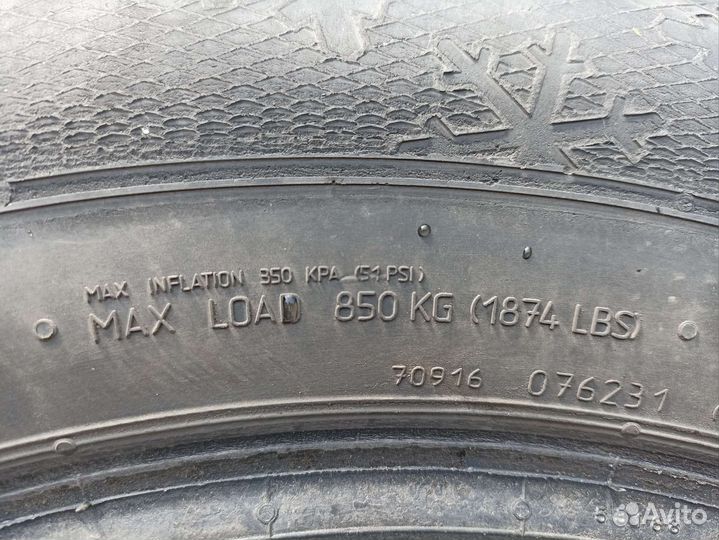 MAX INFLATION 350 KPA (51 PSI)
MAX LOAD 850 KG (1874 LBS)
70916 076231
Avito